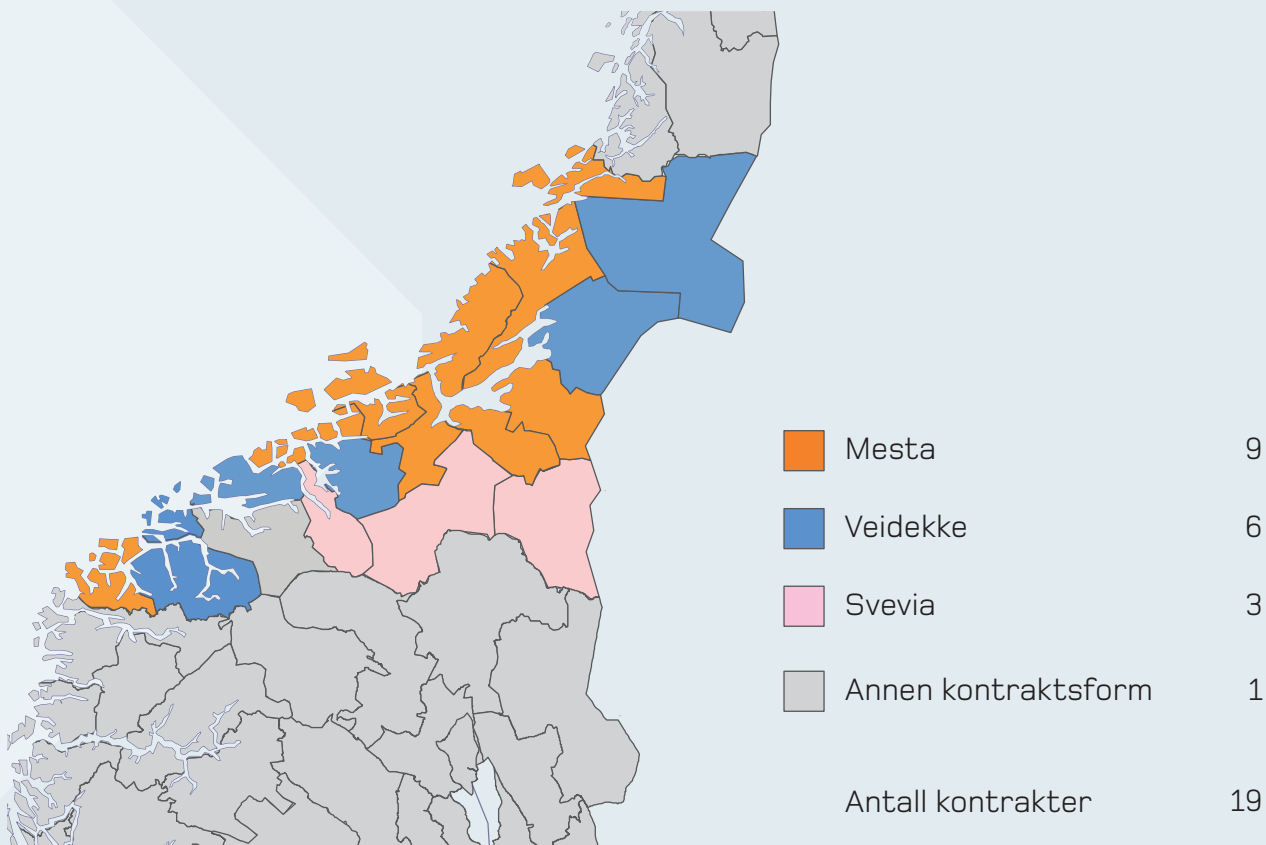 Mesta 9
Veidekke 6
Svevia 3
Annen kontraktsform 1
Antall kontrakter 19